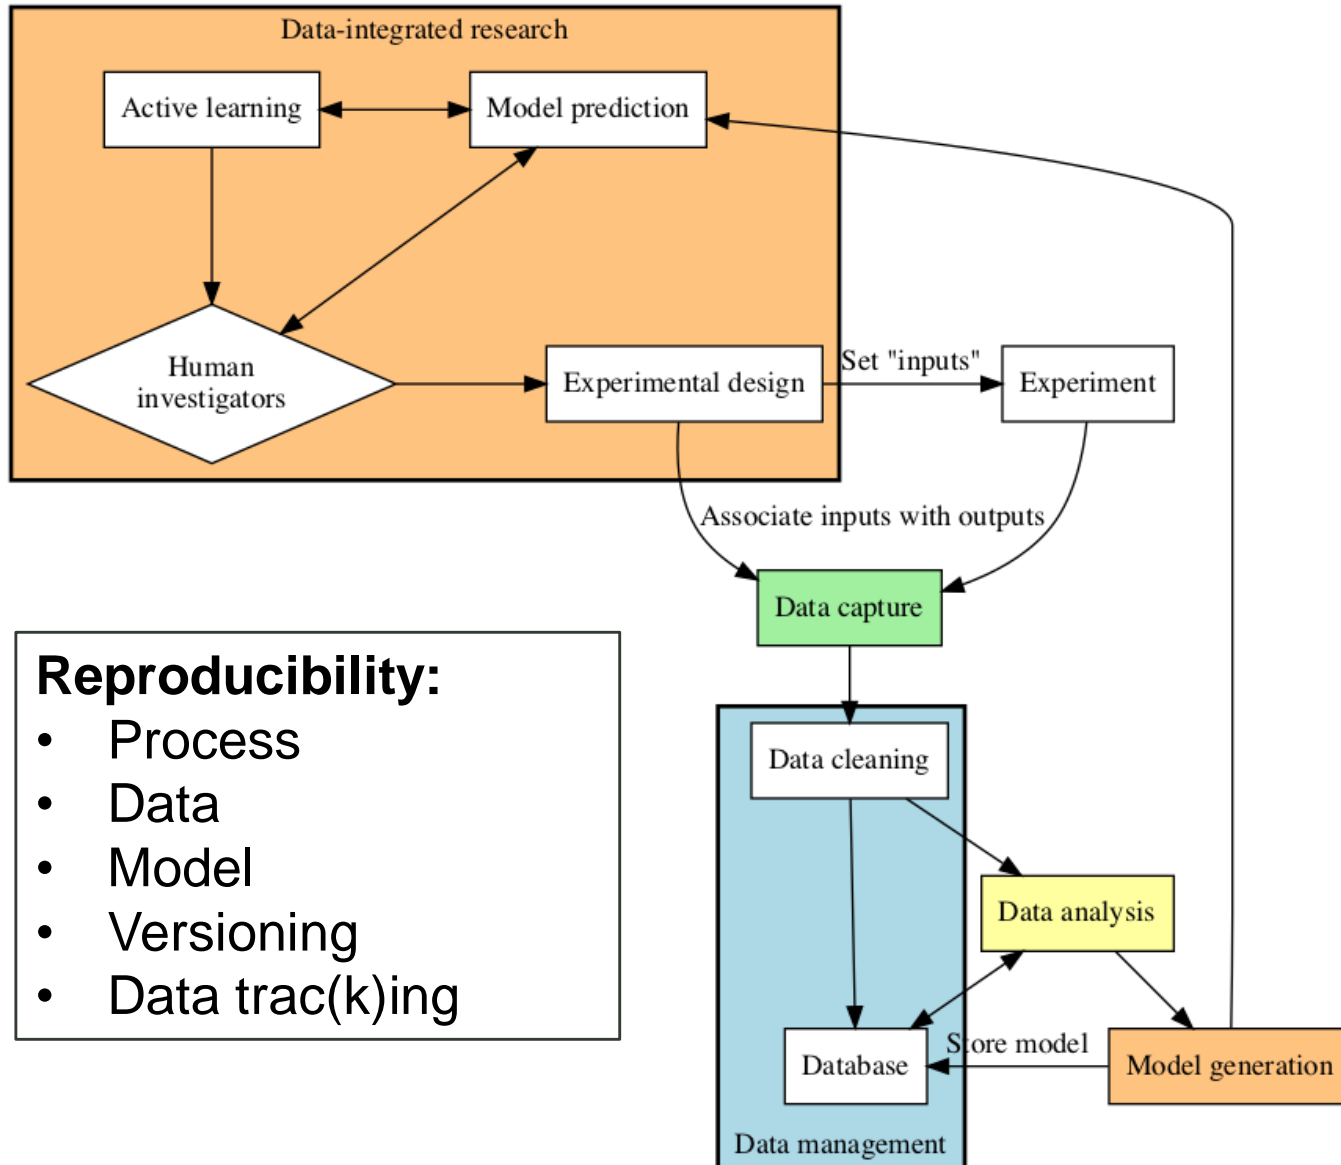 Data-integrated research
Active learning
Model prediction
Human
investigators
Experimental design
Set "inputs"
Experiment
Associate inputs with outputs
Data capture
Reproducibility:
• Process
• Data
• Model
• Versioning
• Data trac(k)ing
Data cleaning
Data analysis
Database
Store model
Model generation
Data management